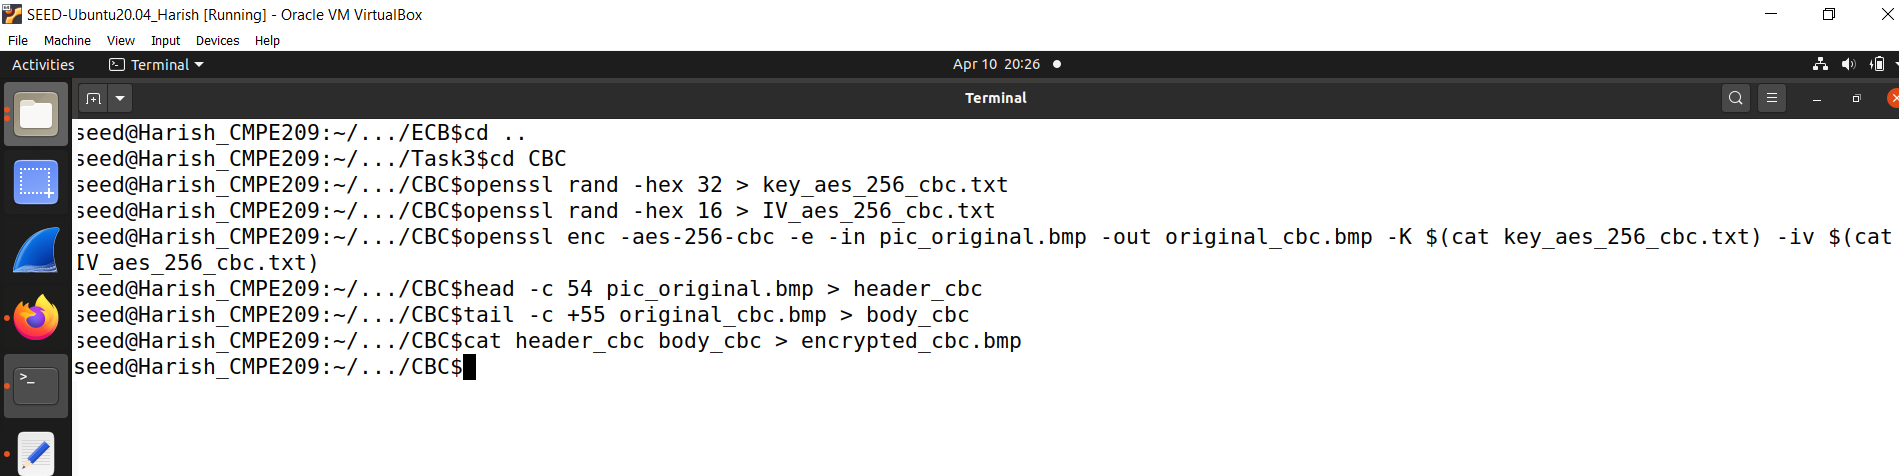 SEED-Ubuntu20.04_Harish [Running] - Oracle VM VirtualBox
File Machine View Input Devices Help
Activities Terminal Apr 10 20:26
Terminal
seed@Harish_CMPE209:~/.../ECB$cd ..
seed@Harish_CMPE209:~/.../Task3$cd CBC
seed@Harish_CMPE209:~/.../CBC$openssl rand -hex 32 > key_aes_256_cbc.txt
seed@Harish_CMPE209:~/.../CBC$openssl rand -hex 16 > IV_aes_256_cbc.txt
seed@Harish_CMPE209:~/.../CBC$openssl enc -aes-256-cbc -e -in pic_original.bmp -out original_cbc.bmp -K $(cat key_aes_256_cbc.txt) -iv $(cat
IV_aes_256_cbc.txt)
seed@Harish_CMPE209:~/.../CBC$head -c 54 pic_original.bmp > header_cbc
seed@Harish_CMPE209:~/.../CBC$tail -c +55 original_cbc.bmp > body_cbc
seed@Harish_CMPE209:~/.../CBC$cat header_cbc body_cbc > encrypted_cbc.bmp
seed@Harish_CMPE209:~/.../CBC$